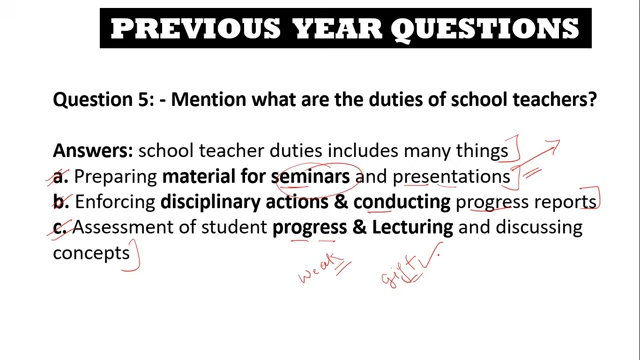 PREVIOUS YEAR QUESTIONS
Question 5: - Mention what are the duties of school teachers?
Answers: school teacher duties includes many things
a. Preparing material for seminars and presentations
b. Enforcing disciplinary actions & conducting progress reports
c. Assessment of student progress & Lecturing and discussing
concepts
weak gift